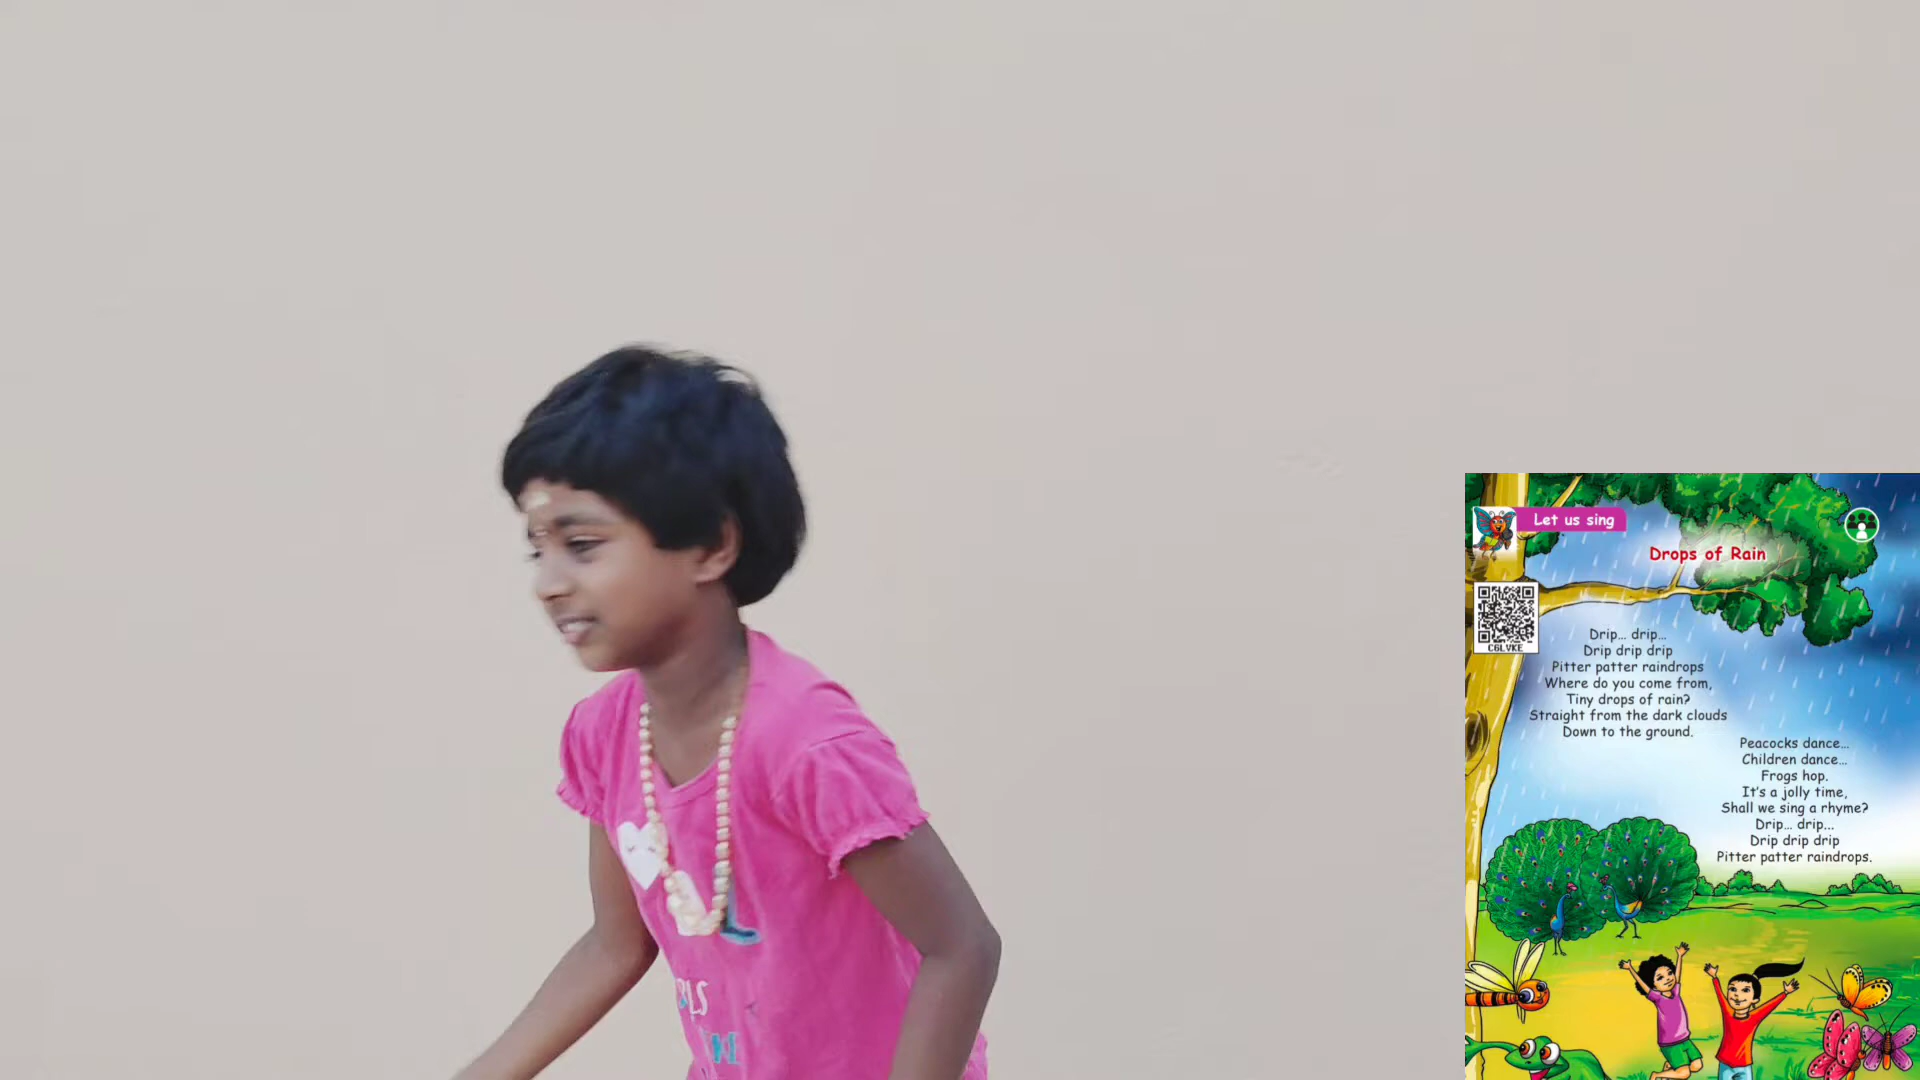 Let us sing
Drops of Rain
C6LVKE
Drip... drip...
Drip drip drip
Pitter patter raindrops
Where do you come from,
Tiny drops of rain?
Straight from the dark clouds
Down to the ground.
Peacocks dance...
Children dance...
Frogs hop.
It's a jolly time,
Shall we sing a rhyme?
Drip... drip...
Drip drip drip
Pitter patter raindrops.